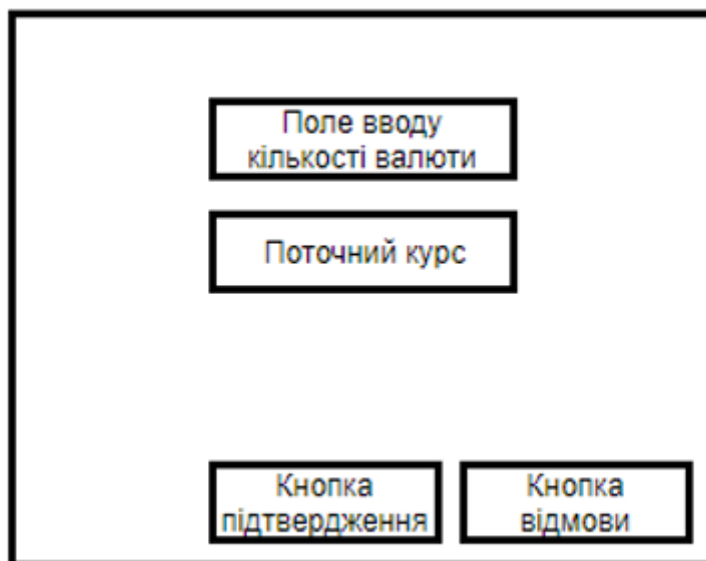 Поле вводу
кількості валюти
Поточний курс
Кнопка
підтвердження
Кнопка
відмови